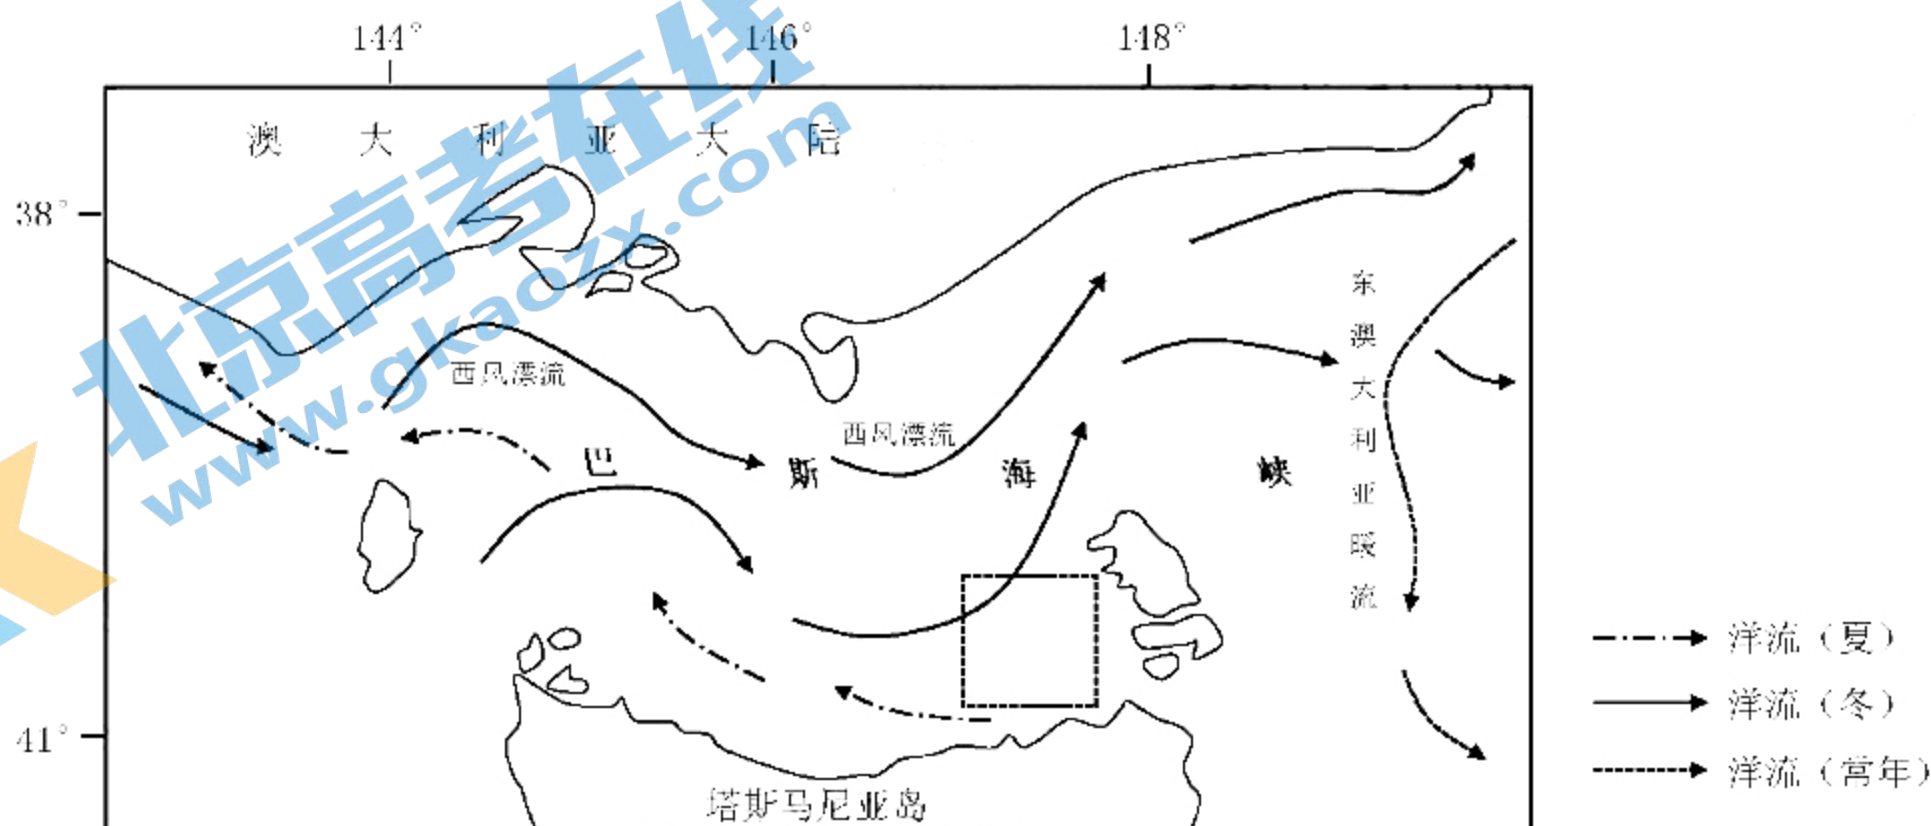 144° 146° 148°
澳大利亚大陆
38°
西风漂流
西风漂流
巴斯海峡
东澳大利亚暖流
41°
塔斯马尼亚岛
洋流（夏）
洋流（冬）
洋流（常年）
北京高考在线
www.gkaozx.com